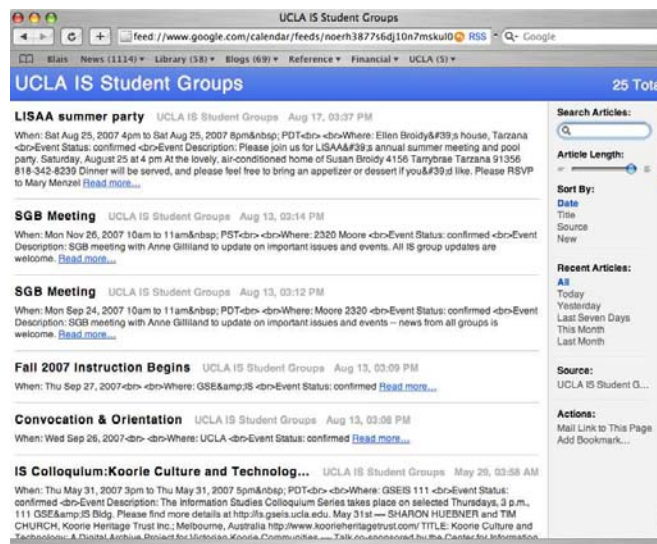 UCLA IS Student Groups
feed://www.google.com/calendar/feeds/noerh3877s6dj10n7mskul0 RSS
Google
Blais News (1114) Library (58) Blogs (69) Reference Financial UCLA (5)
UCLA IS Student Groups 25 Tota
LISAA summer party UCLA IS Student Groups Aug 17, 03:37 PM
When: Sat Aug 25, 2007 4pm to Sat Aug 25, 2007 8pm&nbsp; PDT<br> <br>Where: Ellen Broidy&#39;s house, Tarzana
<br>Event Status: confirmed <br>Event Description: Please join us for LISAA&#39;s annual summer meeting and pool
party. Saturday, August 25 at 4 pm At the lovely, air-conditioned home of Susan Broidy 4156 Tarrybrae Tarzana 91356
818-342-8239 Dinner will be served, and please feel free to bring an appetizer or dessert if you&#39;d like. Please RSVP
to Mary Menzel Read more...
SGB Meeting UCLA IS Student Groups Aug 13, 03:14 PM
When: Mon Nov 26, 2007 10am to 11am&nbsp; PST<br> <br>Where: 2320 Moore <br>Event Status: confirmed <br>Event
Description: SGB meeting with Anne Gilliland to update on important issues and events. All IS group updates are
welcome. Read more...
SGB Meeting UCLA IS Student Groups Aug 13, 03:12 PM
When: Mon Sep 24, 2007 10am to 11am&nbsp; PDT<br> <br>Where: Moore 2320 <br>Event Status: confirmed <br>Event
Description: SGB meeting with Anne Gilliland to update on important issues and events -- news from all groups is
welcome. Read more...
Fall 2007 Instruction Begins UCLA IS Student Groups Aug 13, 03:09 PM
When: Thu Sep 27, 2007<br> <br>Where: GSE&amp;IS <br>Event Status: confirmed Read more...
Convocation & Orientation UCLA IS Student Groups Aug 13, 03:08 PM
When: Wed Sep 26, 2007<br> <br>Where: UCLA <br>Event Status: confirmed Read more...
IS Colloquium:Koorie Culture and Technolog... UCLA IS Student Groups May 29, 03:58 AM
When: Thu May 31, 2007 3pm to Thu May 31, 2007 5pm&nbsp; PDT<br> <br>Where: GSEIS 111 <br>Event Status:
confirmed <br>Event Description: The Information Studies Colloquium Series takes place on selected Thursdays, 3 p.m.,
111 GSE&amp;IS Bldg. Please find more details at http://is.gseis.ucla.edu. May 31st — SHARON HUEBNER and TIM
CHURCH, Koorie Heritage Trust Inc.; Melbourne, Australia http://www.koorieheritagetrust.com/ TITLE: Koorie Culture and
Technology: A Digital Archive Project for Victorian Koorie Communities — Talk co-sponsored by the Center for Information
Search Articles:
Article Length:
Sort By:
Date
Title
Source
New
Recent Articles:
All
Today
Yesterday
Last Seven Days
This Month
Last Month
Source:
UCLA IS Student G...
Actions:
Mail Link to This Page
Add Bookmark...